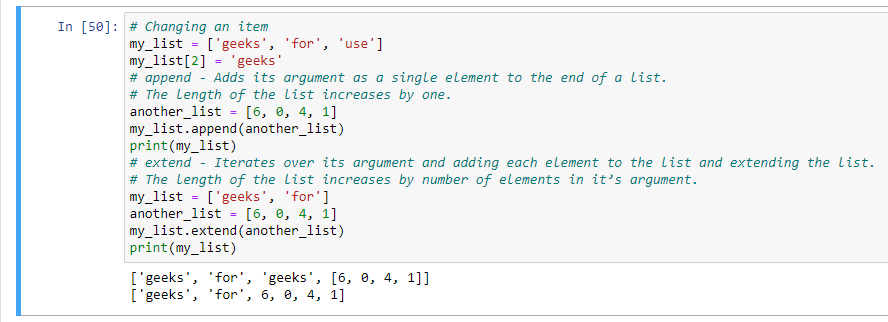 In [50]: # Changing an item
my_list = ['geeks', 'for', 'use']
my_list[2] = 'geeks'
# append - Adds its argument as a single element to the end of a list.
# The length of the list increases by one.
another_list = [6, 0, 4, 1]
my_list.append(another_list)
print(my_list)
# extend - Iterates over its argument and adding each element to the list and extending the list.
# The length of the list increases by number of elements in it’s argument.
my_list = ['geeks', 'for']
another_list = [6, 0, 4, 1]
my_list.extend(another_list)
print(my_list)
['geeks', 'for', 'geeks', [6, 0, 4, 1]]
['geeks', 'for', 6, 0, 4, 1]